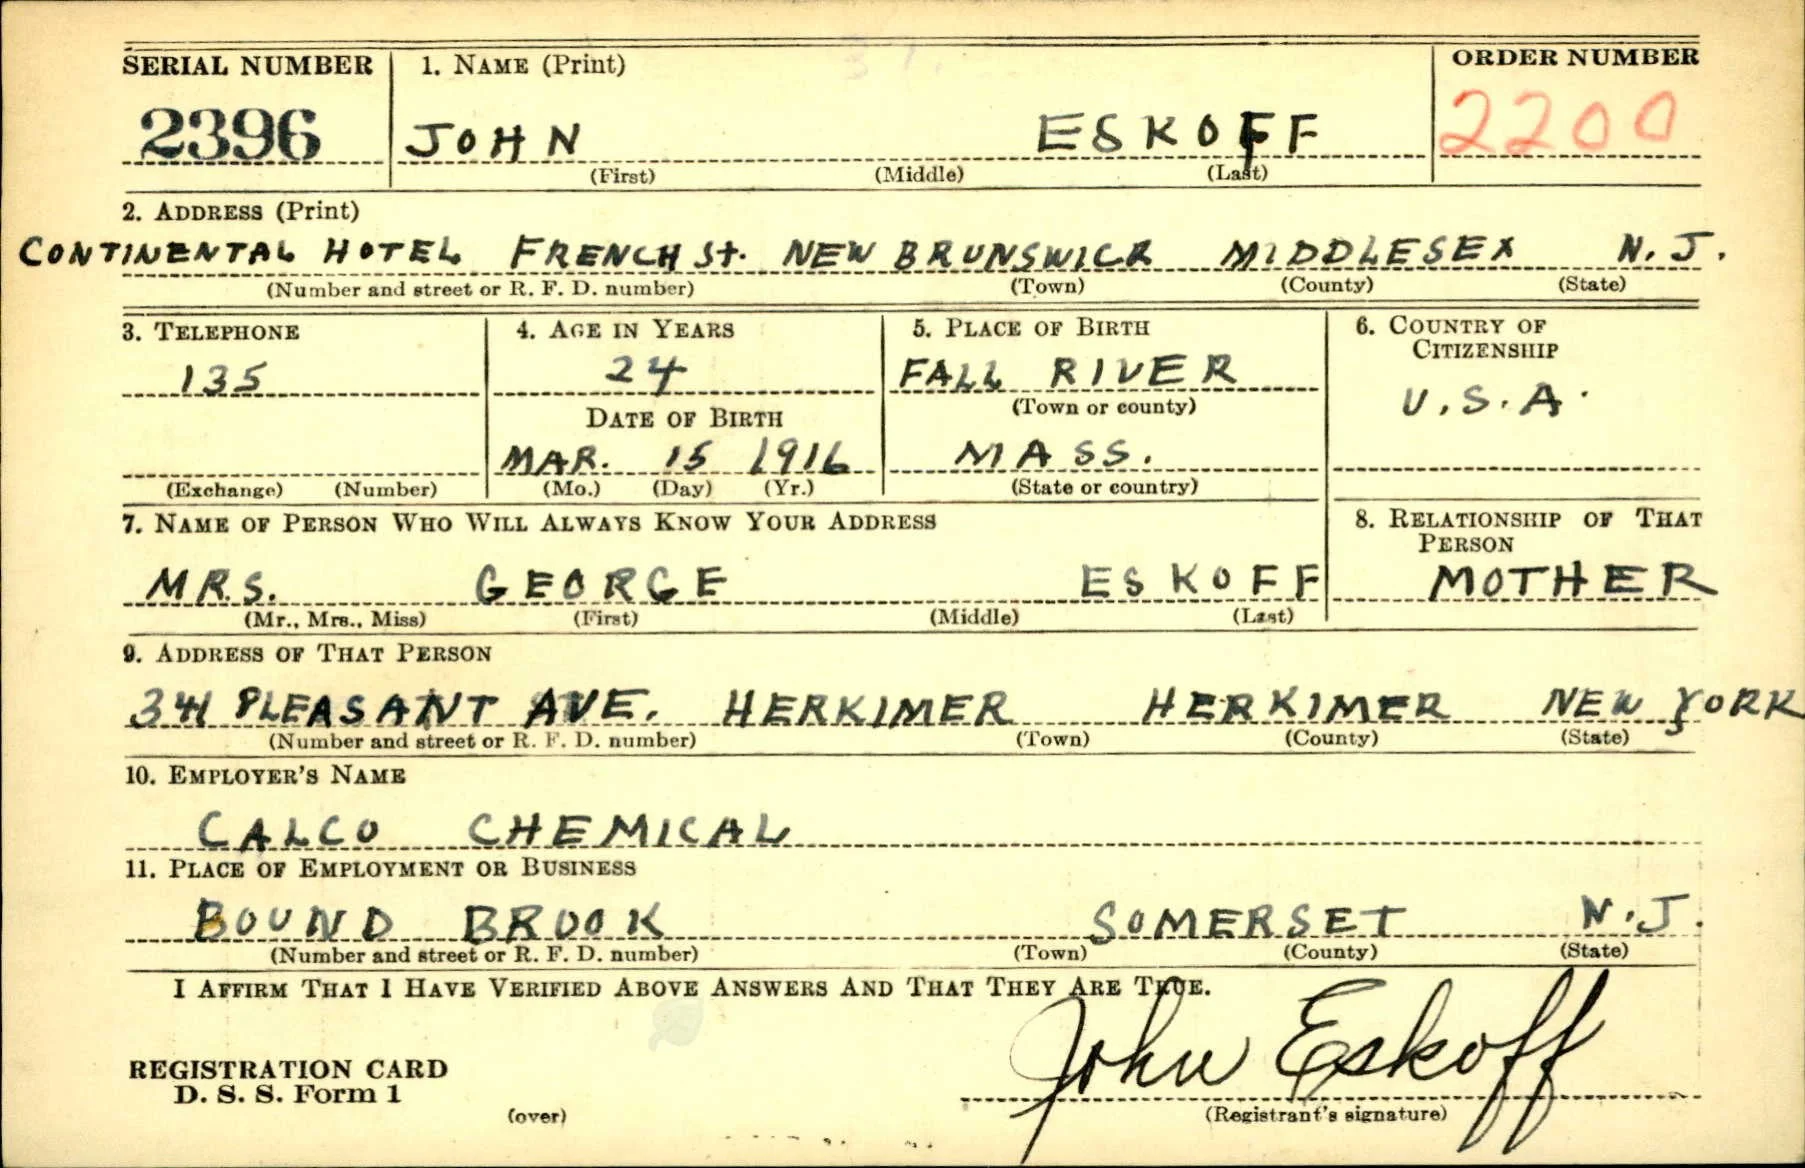 SERIAL NUMBER 1. NAME (Print) ORDER NUMBER
2396 JOHN ESKOFF 2200
(First) (Middle) (Last)
2. ADDRESS (Print)
CONTINENTAL HOTEL FRENCH St. NEW BRUNSWICK MIDDLESEX N.J.
(Number and street or R. F. D. number) (Town) (County) (State)
3. TELEPHONE 4. AGE IN YEARS 5. PLACE OF BIRTH 6. COUNTRY OF
CITIZENSHIP
135 24 FALL RIVER U.S.A.
(Town or county)
DATE OF BIRTH
MAR. 15 1916 MASS.
(Exchange) (Number) (Mo.) (Day) (Yr.) (State or country)
7. NAME OF PERSON WHO WILL ALWAYS KNOW YOUR ADDRESS 8. RELATIONSHIP OF THAT
PERSON
MRS. GEORGE ESKOFF MOTHER
(Mr., Mrs., Miss) (First) (Middle) (Last)
9. ADDRESS OF THAT PERSON
341 PLEASANT AVE. HERKIMER HERKIMER NEW YORK
(Number and street or R. F. D. number) (Town) (County) (State)
10. EMPLOYER'S NAME
CALCO CHEMICAL
11. PLACE OF EMPLOYMENT OR BUSINESS
BOUND BROOK SOMERSET N.J.
(Number and street or R. F. D. number) (Town) (County) (State)
I AFFIRM THAT I HAVE VERIFIED ABOVE ANSWERS AND THAT THEY ARE TRUE.
John Eskoff
REGISTRATION CARD
D. S. S. Form 1
(over) (Registrant's signature)